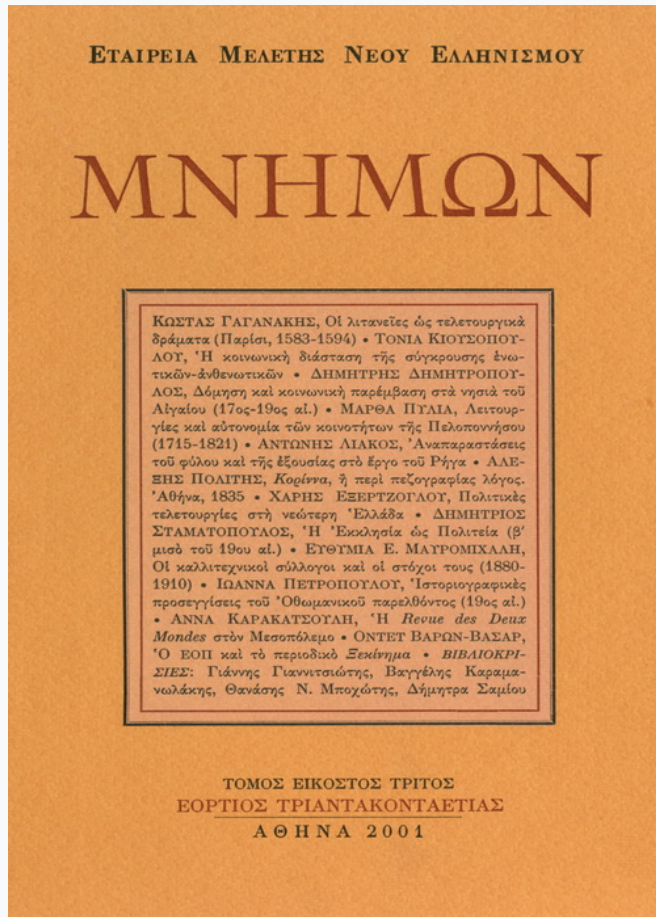 ΕΤΑΙΡΕΙΑ ΜΕΛΕΤΗΣ ΝΕΟΥ ΕΛΛΗΝΙΣΜΟΥ
ΜΝΗΜΩΝ
ΚΩΣΤΑΣ ΓΑΓΑΝΑΚΗΣ, Οἱ λιτανεῖες ὡς τελετουργικὰ
δράματα (Παρίσι, 1583-1594) • ΤΟΝΙΑ ΚΙΟΥΣΟΠΟΥ-
ΛΟΥ, Ἡ κοινωνικὴ διάσταση τῆς σύγκρουσης ἑνω-
τικῶν-ἀνθενωτικῶν • ΔΗΜΗΤΡΗΣ ΔΗΜΗΤΡΟΠΟΥ-
ΛΟΣ, Δόμηση καὶ κοινωνικὴ παρέμβαση στὰ νησιὰ τοῦ
Αἰγαίου (17ος-19ος αἰ.) • ΜΑΡΘΑ ΠΥΛΙΑ, Λειτουρ-
γίες καὶ αὐτονομία τῶν κοινοτήτων τῆς Πελοποννήσου
(1715-1821) • ΑΝΤΩΝΗΣ ΛΙΑΚΟΣ, Ἀναπαραστάσεις
τοῦ φύλου καὶ τῆς ἐξουσίας στὸ ἔργο τοῦ Ρήγα • ΑΛΕ-
ΞΗΣ ΠΟΛΙΤΗΣ, Κορίννα, ἢ περὶ πεζογραφίας λόγος.
Ἀθήνα, 1835 • ΧΑΡΗΣ ΕΞΕΡΤΖΟΓΛΟΥ, Πολιτικὲς
τελετουργίες στὴ νεώτερη Ἑλλάδα • ΔΗΜΗΤΡΙΟΣ
ΣΤΑΜΑΤΟΠΟΥΛΟΣ, Ἡ Ἐκκλησία ὡς Πολιτεία (β΄
μισὸ τοῦ 19ου αἰ.) • ΕΥΘΥΜΙΑ Ε. ΜΑΥΡΟΜΙΧΑΛΗ,
Οἱ καλλιτεχνικοὶ σύλλογοι καὶ οἱ στόχοι τους (1880-
1910) • ΙΩΑΝΝΑ ΠΕΤΡΟΠΟΥΛΟΥ, Ἱστοριογραφικὲς
προσεγγίσεις τοῦ Ὀθωμανικοῦ παρελθόντος (19ος αἰ.)
• ΑΝΝΑ ΚΑΡΑΚΑΤΣΟΥΛΗ, Ἡ Revue des Deux
Mondes στὸν Μεσοπόλεμο • ΟΝΤΕΤ ΒΑΡΩΝ-ΒΑΣΑΡ,
Ὁ ΕΟΠ καὶ τὸ περιοδικὸ Ξεκίνημα • ΒΙΒΛΙΟΚΡΙ-
ΣΙΕΣ: Γιάννης Γιαννιτσιώτης, Βαγγέλης Καραμα-
νωλάκης, Θανάσης Ν. Μποχώτης, Δήμητρα Σαμίου
ΤΟΜΟΣ ΕΙΚΟΣΤΟΣ ΤΡΙΤΟΣ
ΕΟΡΤΙΟΣ ΤΡΙΑΝΤΑΚΟΝΤΑΕΤΙΑΣ
ΑΘΗΝΑ 2001